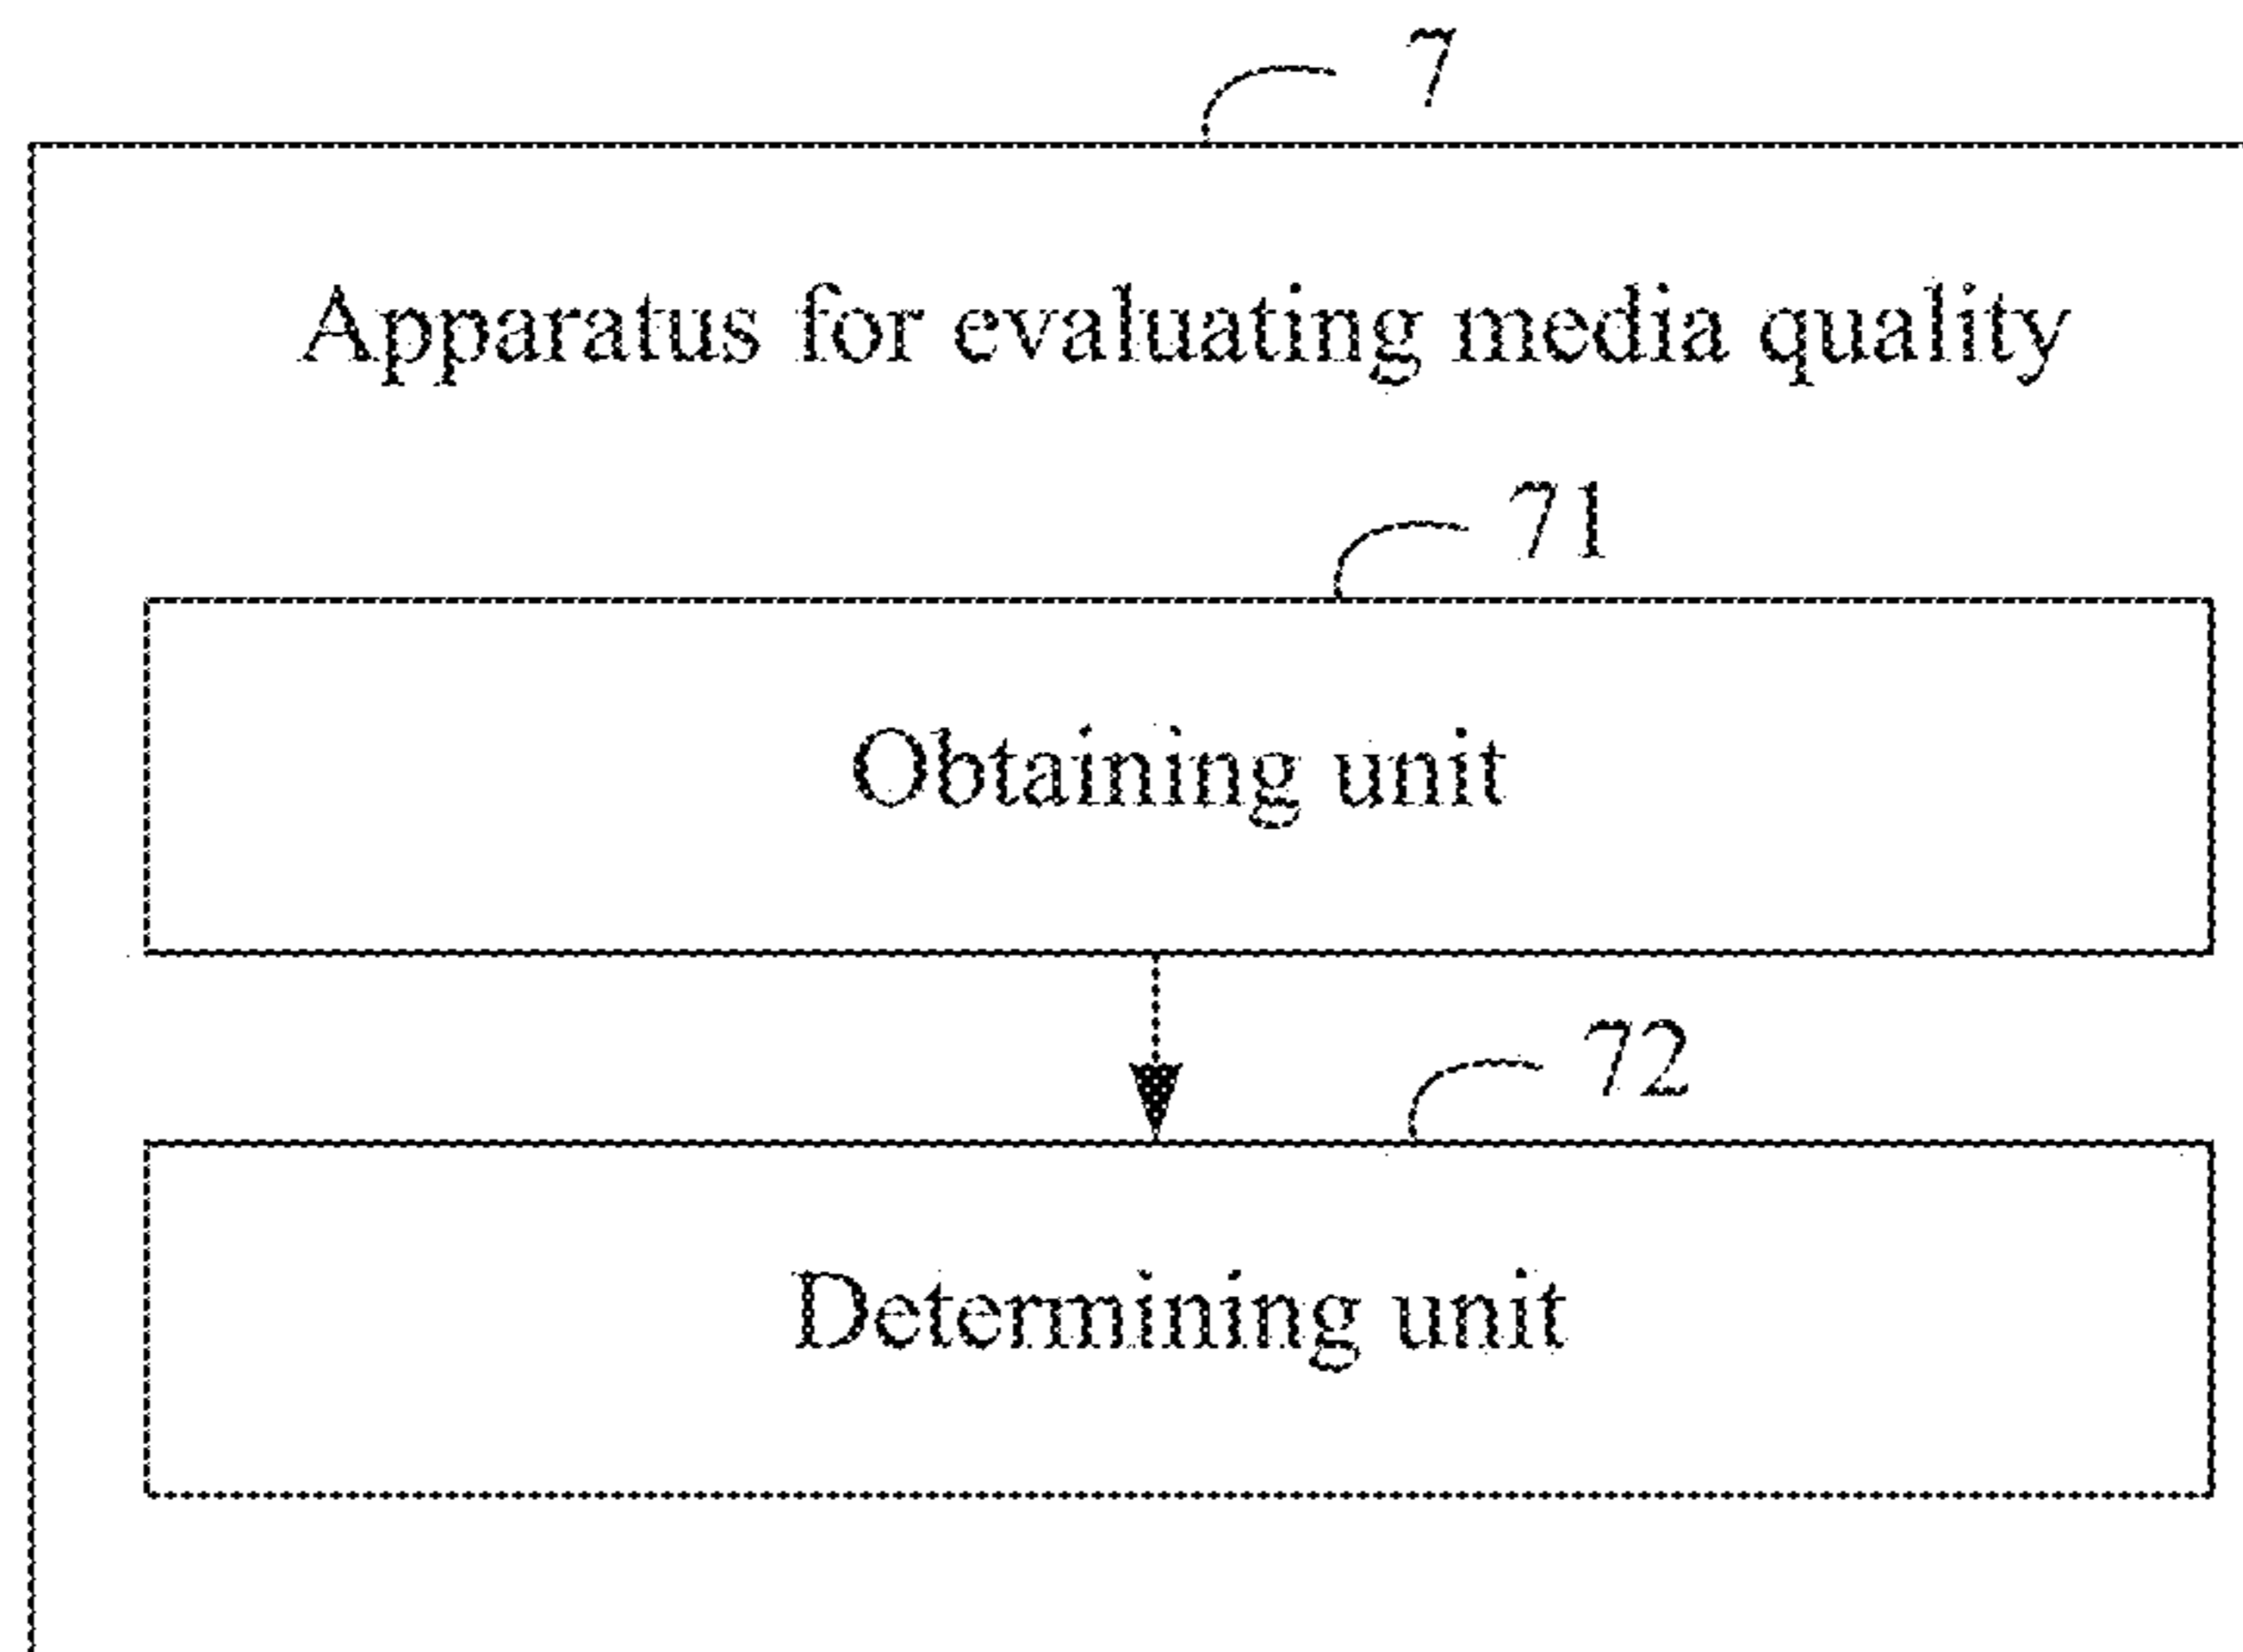 7
Apparatus for evaluating media quality
71
Obtaining unit
72
Determining unit